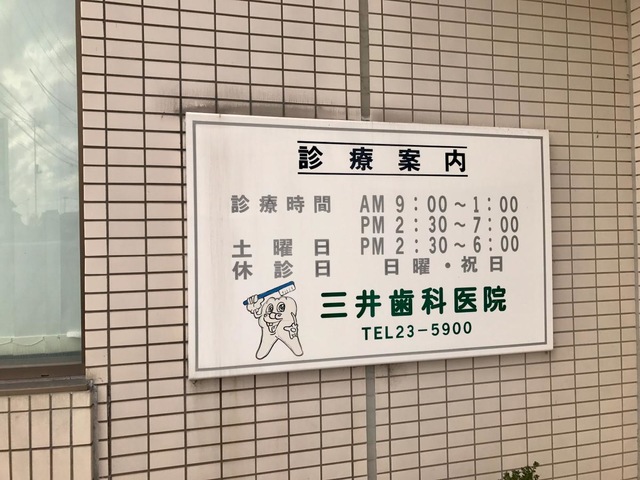 診療案内
診療時間 AM 9:00～1:00
PM 2:30～7:00
土曜日 PM 2:30～6:00
休診日 日曜・祝日
三井歯科医院
TEL23-5900